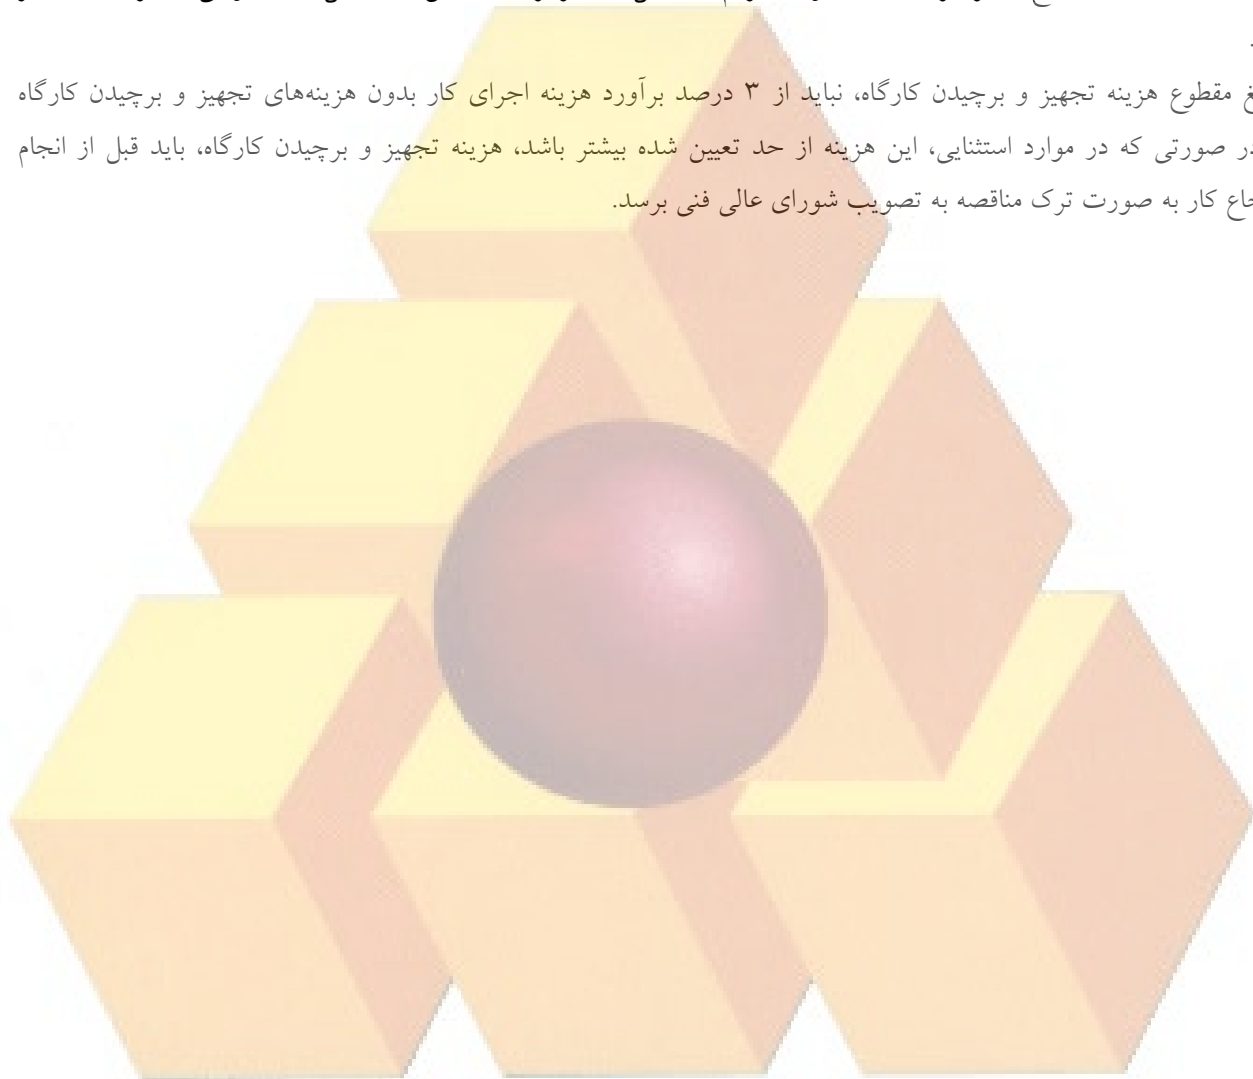 مقطوع هزینه تجهیز و برچیدن کارگاه، نباید از ۳ درصد برآورد هزینه اجرای کار بدون هزینه‌های تجهیز و برچیدن کارگاه
در صورتی که در موارد استثنایی، این هزینه از حد تعیین شده بیشتر باشد، هزینه تجهیز و برچیدن کارگاه، باید قبل از انجام
کار به صورت ترک مناقصه به تصویب شورای عالی فنی برسد.